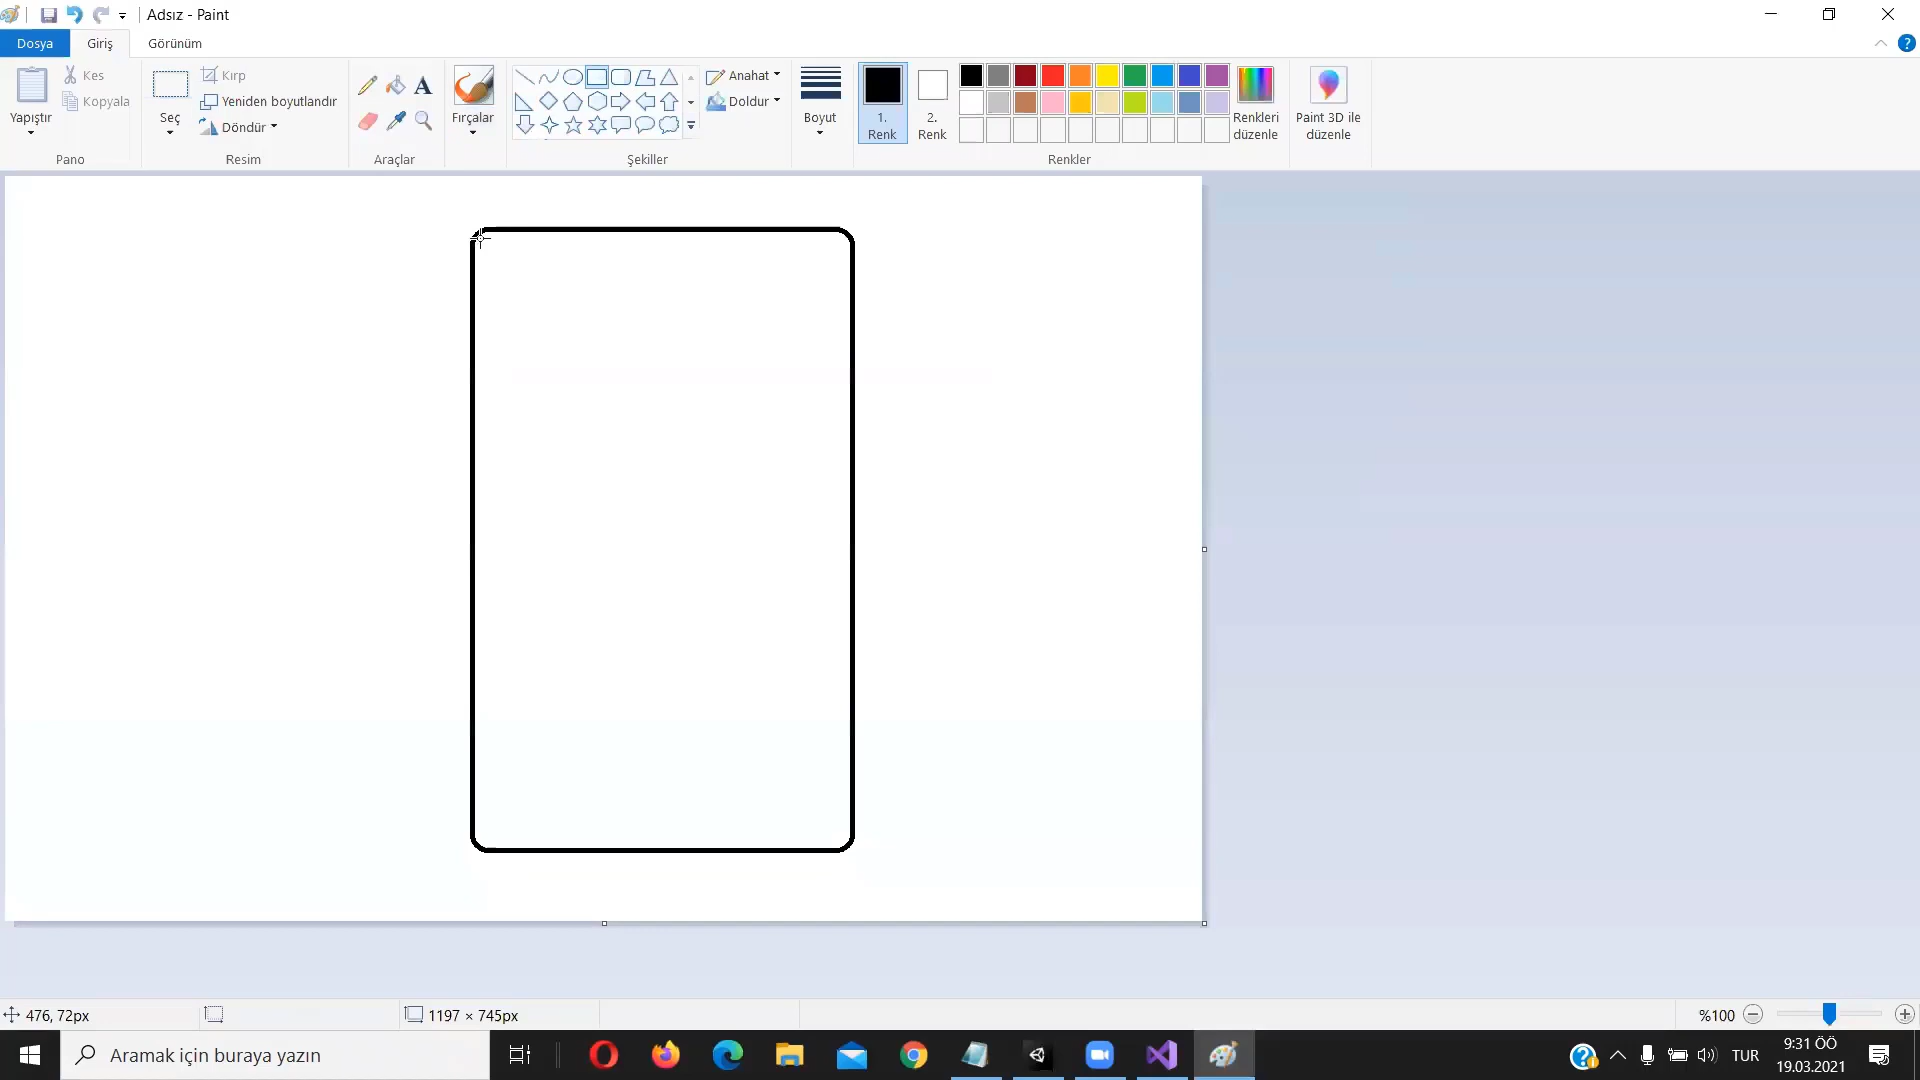 Adsız - Paint
Dosya
Giriş
Görünüm
?
Yapıştır
Kes
Kopyala
Pano
Seç
Kırp
Yeniden boyutlandır
Döndür
Resim
A
Araçlar
Fırçalar
Anahat
Doldur
Şekiller
Boyut
1.
Renk
2.
Renk
Renkleri
düzenle
Renkler
Paint 3D ile
düzenle
476, 72px
1197 × 745px
%100
Aramak için buraya yazın
TUR
9:31 ÖÖ
19.03.2021